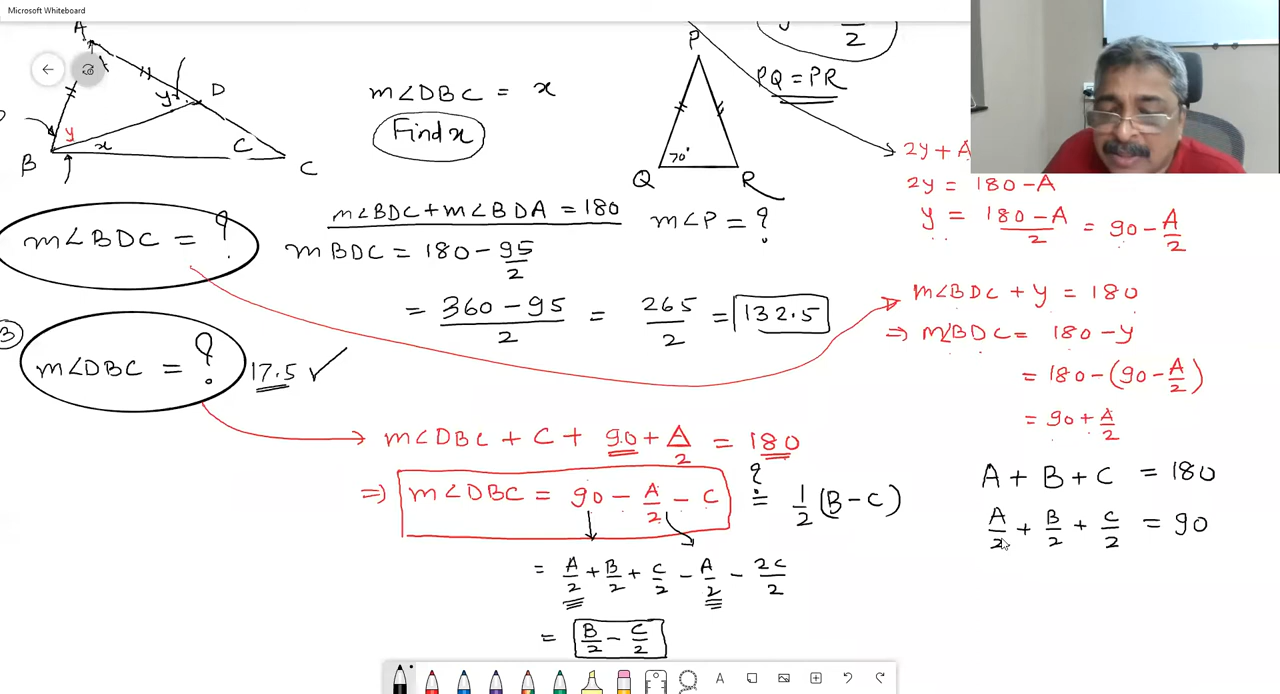 Microsoft Whiteboard
A
D
y
y
x
B
C
C
m∠DBC = x
Find x
2
P
PQ = PR
70°
Q
R
m∠P = ?
2y + A
2y = 180 - A
y = (180 - A)/2 = 90 - A/2
m∠BDC = ?
m∠BDC + m∠BDA = 180
mBDC = 180 - 95/2
= (360 - 95)/2 = 265/2 = 132.5
m∠BDC + y = 180
⇒ m∠BDC = 180 - y
= 180 - (90 - A/2)
= 90 + A/2
3
m∠DBC = ?
17.5 ✓
m∠DBC + C + 90 + A/2 = 180
⇒ m∠DBC = 90 - A/2 - C ?= 1/2 (B - C)
= A/2 + B/2 + C/2 - A/2 - 2C/2
= B/2 - C/2
A + B + C = 180
A/2 + B/2 + C/2 = 90
A